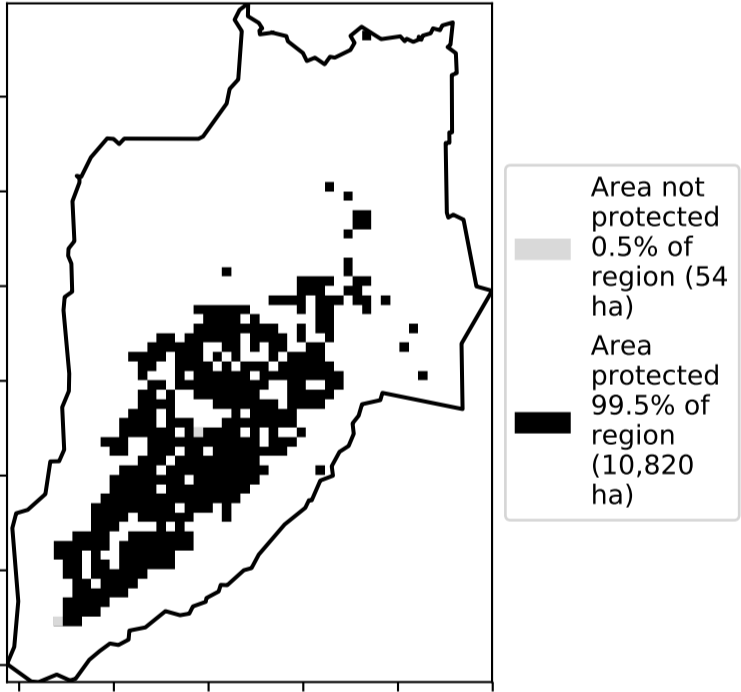 Area not
protected
0.5% of
region (54
ha)
Area
protected
99.5% of
region
(10,820
ha)